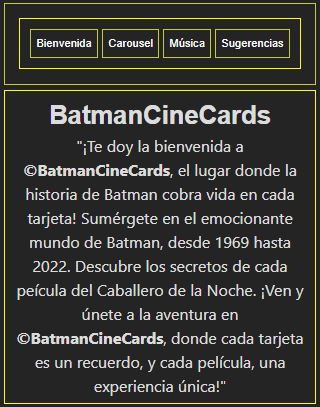 Bienvenida Carousel Música Sugerencias
BatmanCineCards
"¡Te doy la bienvenida a
©BatmanCineCards, el lugar donde la
historia de Batman cobra vida en cada
tarjeta! Sumérgete en el emocionante
mundo de Batman, desde 1969 hasta
2022. Descubre los secretos de cada
peícula del Caballero de la Noche. ¡Ven y
únete a la aventura en
©BatmanCineCards, donde cada tarjeta
es un recuerdo, y cada película, una
experiencia única!"